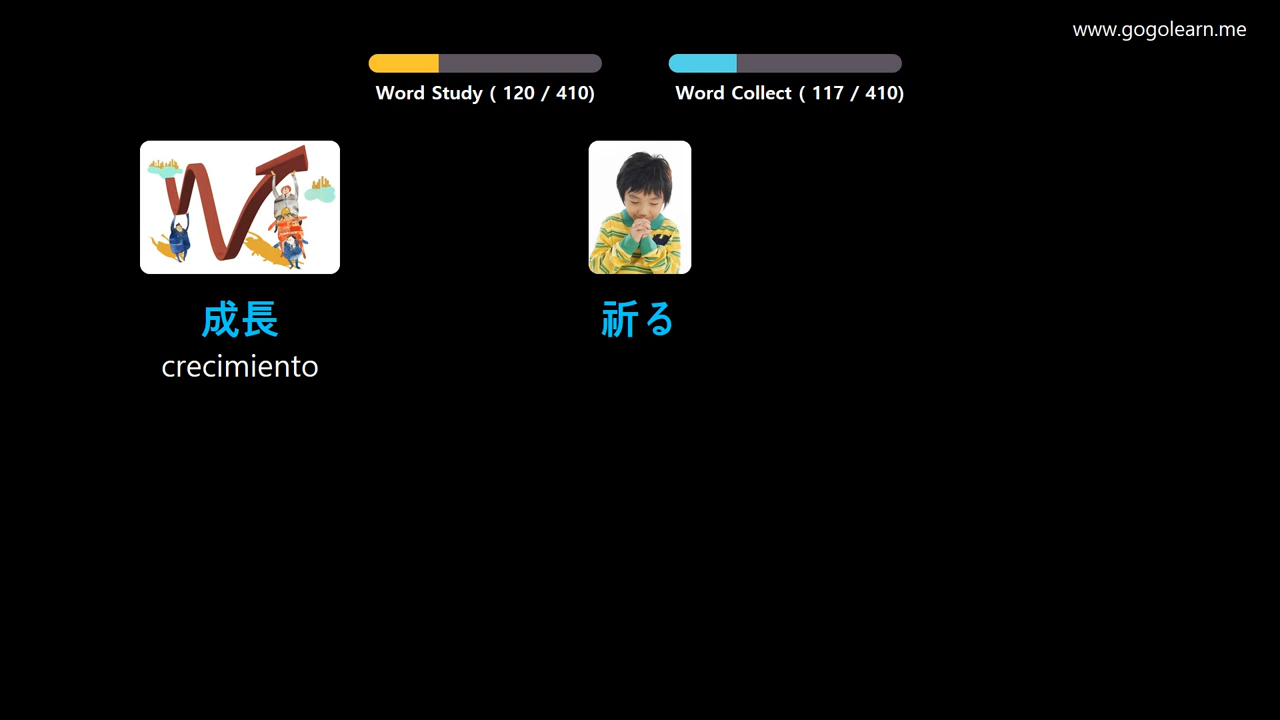 www.gogolearn.me
Word Study ( 120 / 410)
Word Collect ( 117 / 410)
成長
祈る
crecimiento